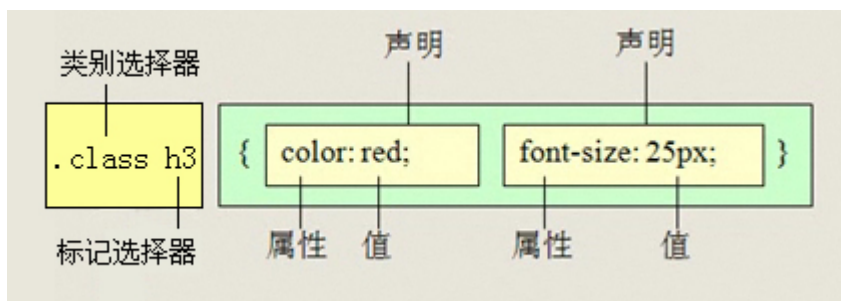 声明 声明
类别选择器
.class h3 { color: red; font-size: 25px; }
标记选择器 属性 值 属性 值